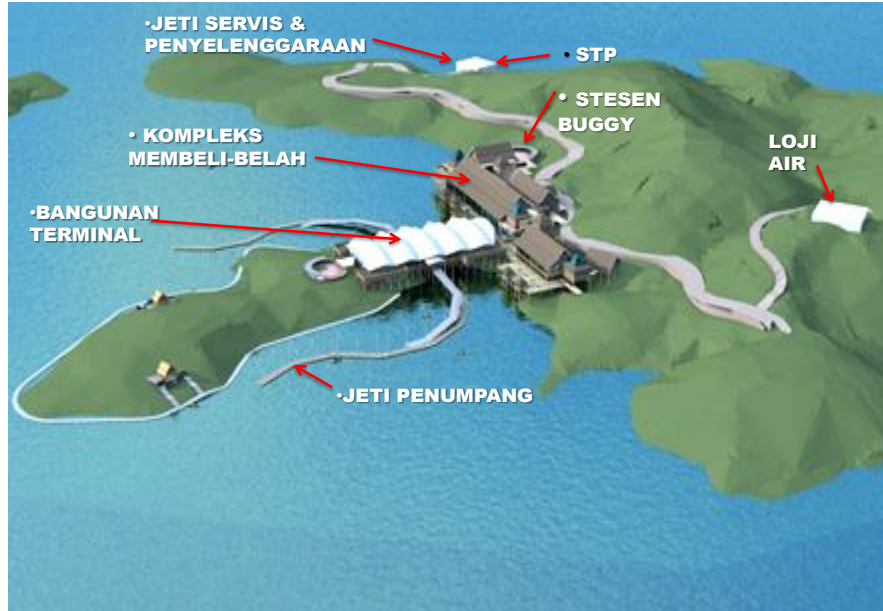 •JETI SERVIS &
PENYELENGGARAAN
• STP
• STESEN
BUGGY
• KOMPLEKS
MEMBELI-BELAH
LOJI
AIR
•BANGUNAN
TERMINAL
•JETI PENUMPANG